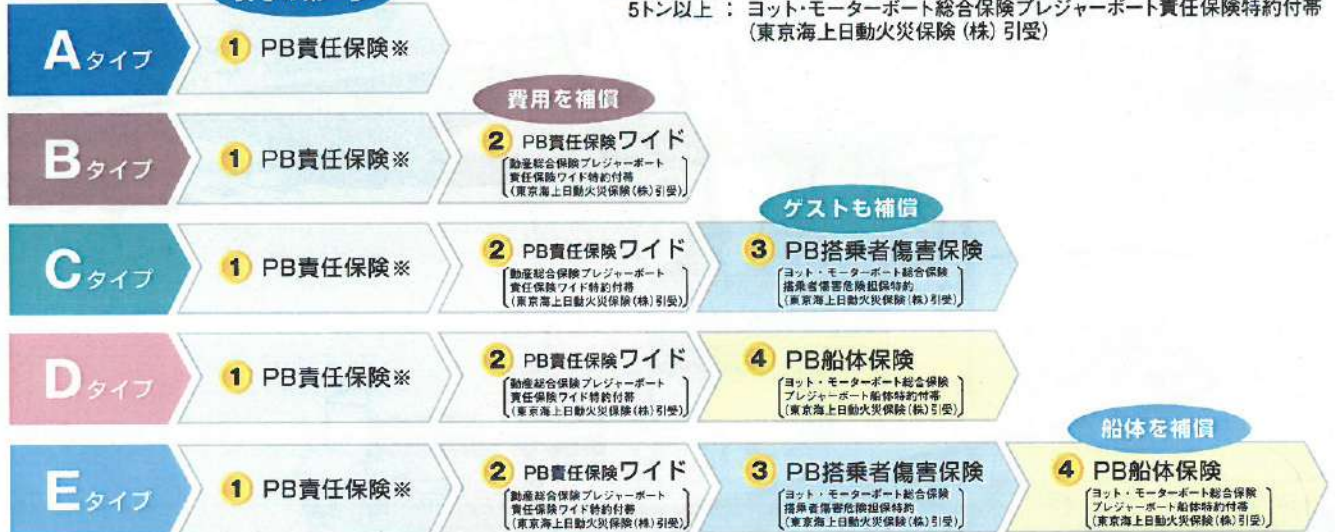 5トン以上 : ヨット・モーターボート総合保険プレジャーボート責任保険特約付帯
(東京海上日動火災保険(株)引受)
Aタイプ
1 PB責任保険※
費用を補償
Bタイプ
1 PB責任保険※
2 PB責任保険ワイド
動産総合保険プレジャーボート
責任保険ワイド特約付帯
(東京海上日動火災保険(株)引受)
ゲストも補償
Cタイプ
1 PB責任保険※
2 PB責任保険ワイド
動産総合保険プレジャーボート
責任保険ワイド特約付帯
(東京海上日動火災保険(株)引受)
3 PB搭乗者傷害保険
ヨット・モーターボート総合保険
搭乗者傷害危険担保特約
(東京海上日動火災保険(株)引受)
Dタイプ
1 PB責任保険※
2 PB責任保険ワイド
動産総合保険プレジャーボート
責任保険ワイド特約付帯
(東京海上日動火災保険(株)引受)
4 PB船体保険
ヨット・モーターボート総合保険
プレジャーボート船体特約付帯
(東京海上日動火災保険(株)引受)
船体を補償
Eタイプ
1 PB責任保険※
2 PB責任保険ワイド
動産総合保険プレジャーボート
責任保険ワイド特約付帯
(東京海上日動火災保険(株)引受)
3 PB搭乗者傷害保険
ヨット・モーターボート総合保険
搭乗者傷害危険担保特約
(東京海上日動火災保険(株)引受)
4 PB船体保険
ヨット・モーターボート総合保険
プレジャーボート船体特約付帯
(東京海上日動火災保険(株)引受)